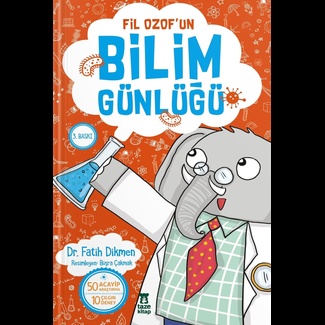 FİL OZOF'UN
BİLİM
GÜNLÜĞÜ
3. BASKI
Dr. Fatih Dikmen
Resimleyen: Büşra Çakmak
50 ACAYİP
ARAŞTIRMA
10 ÇILGIN
DENEY
taze
kitap